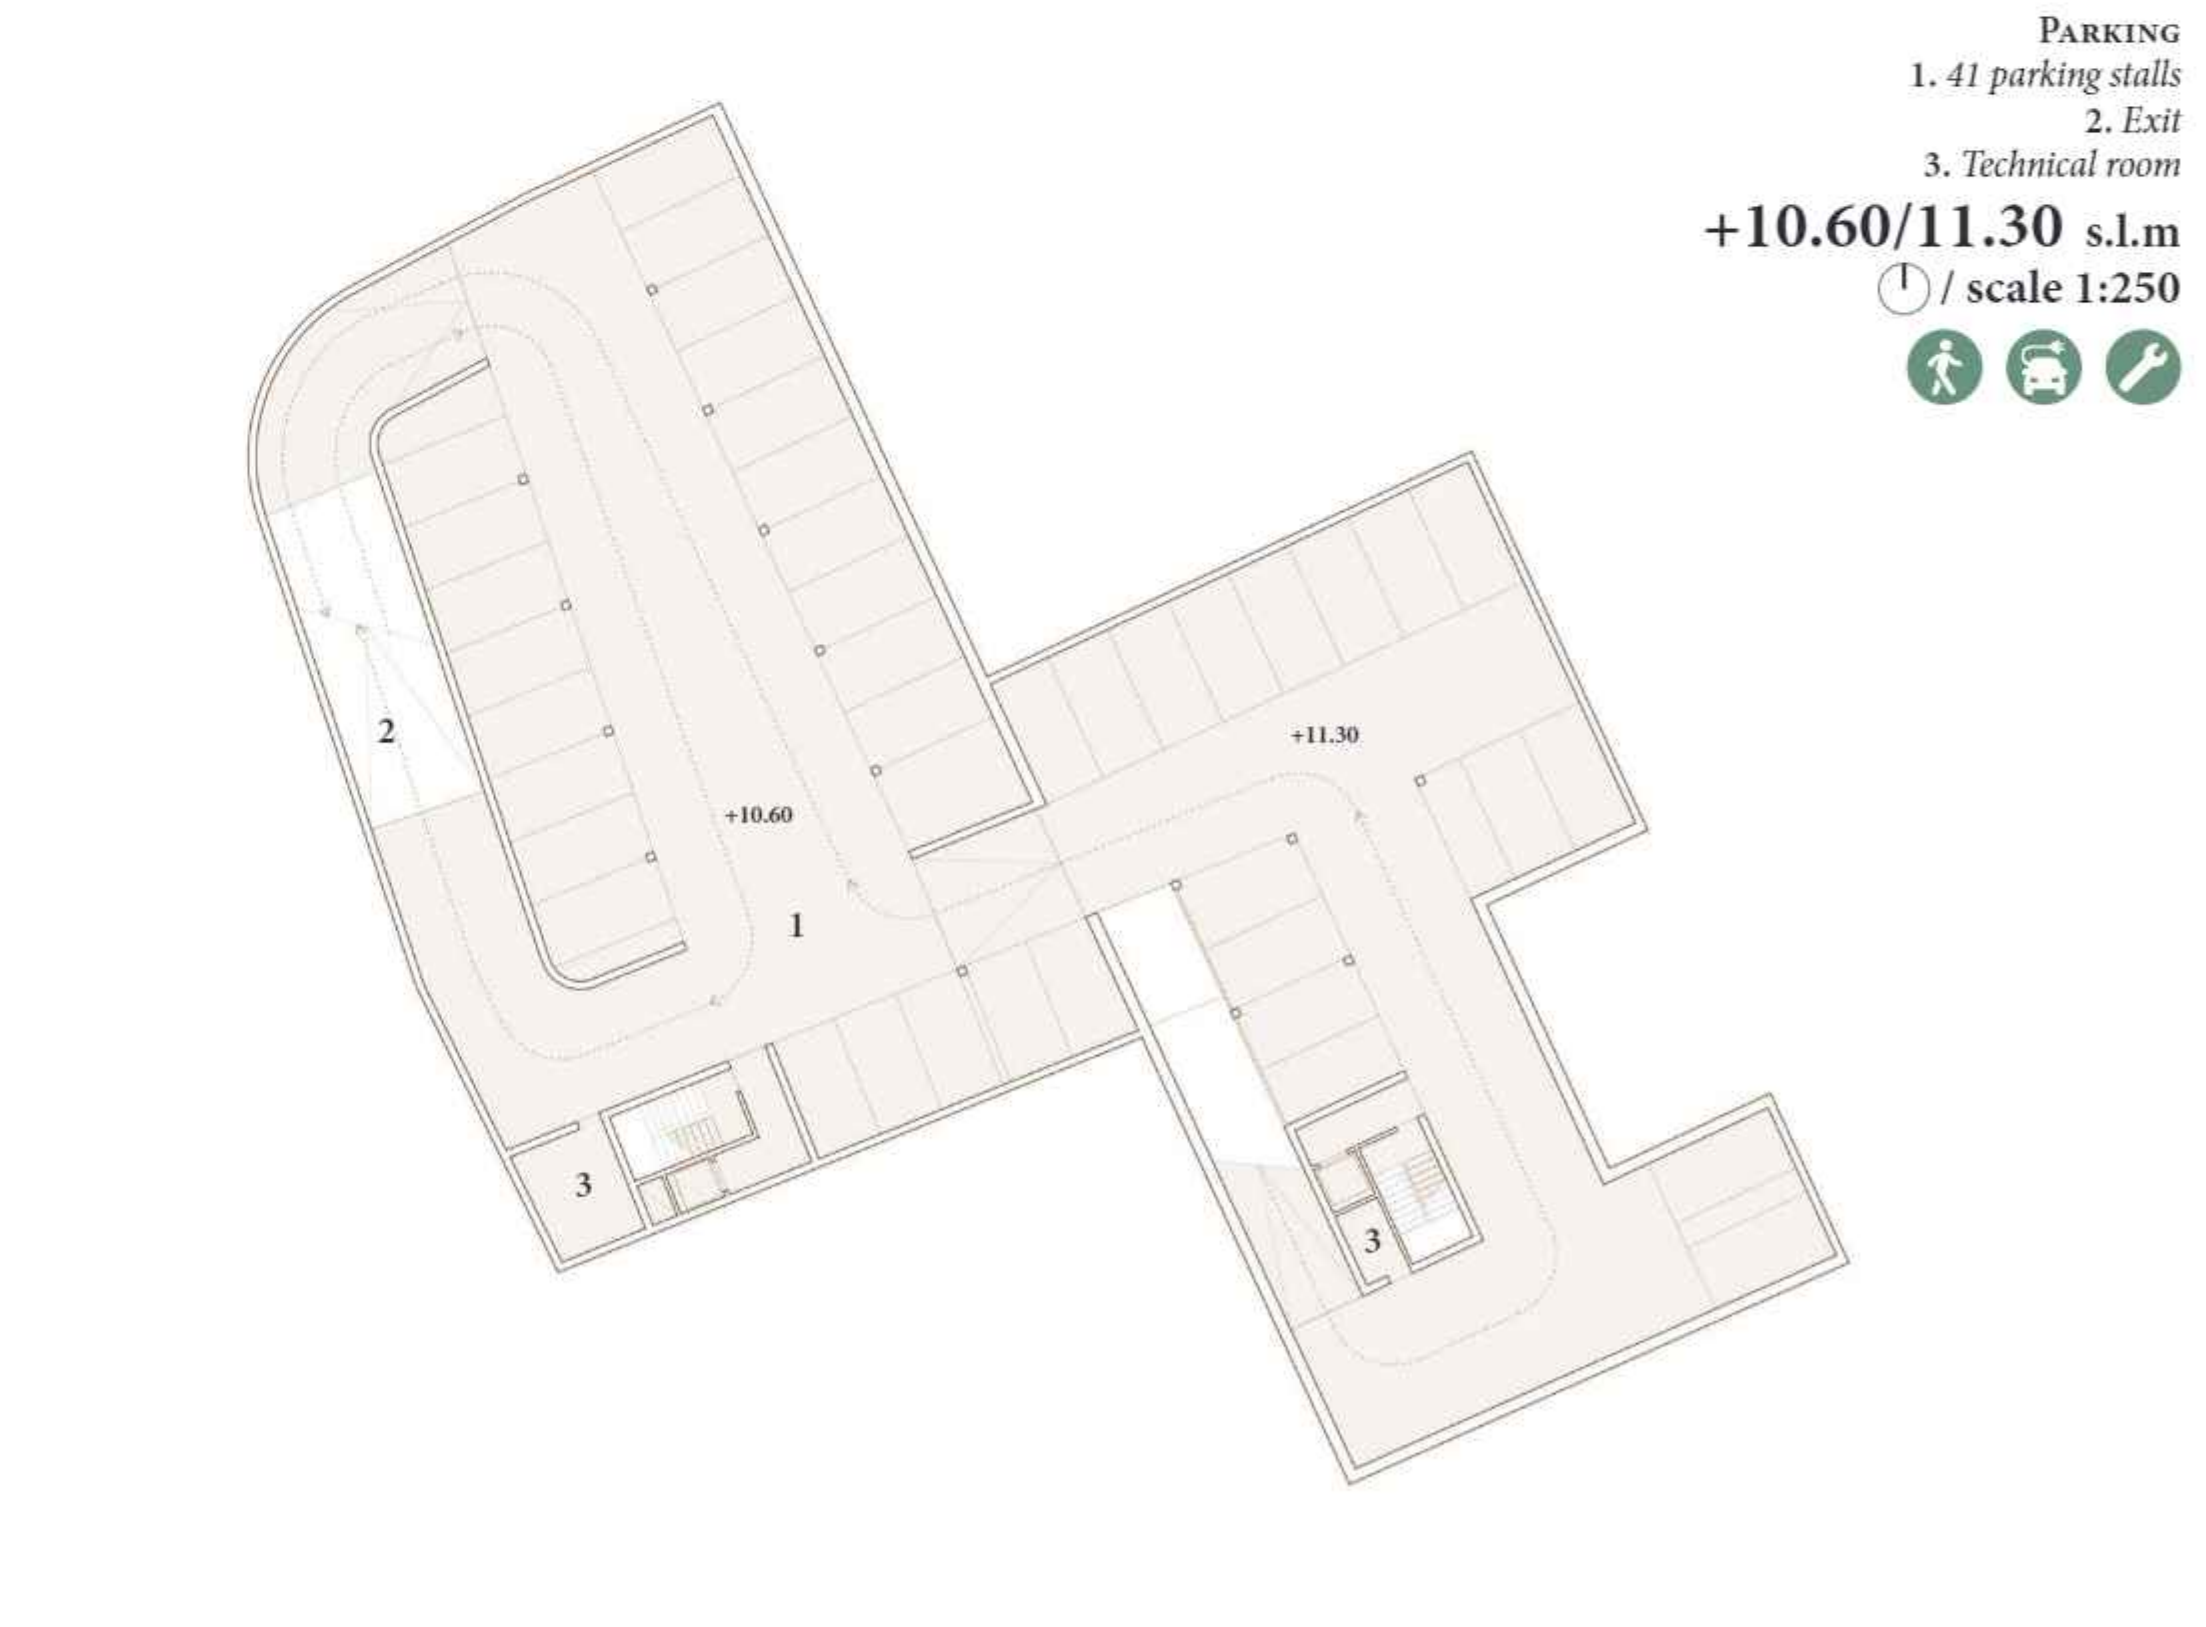 PARKING
1. 41 parking stalls
2. Exit
3. Technical room
+10.60/11.30 s.l.m
/ scale 1:250
2
+11.30
+10.60
1
3
3